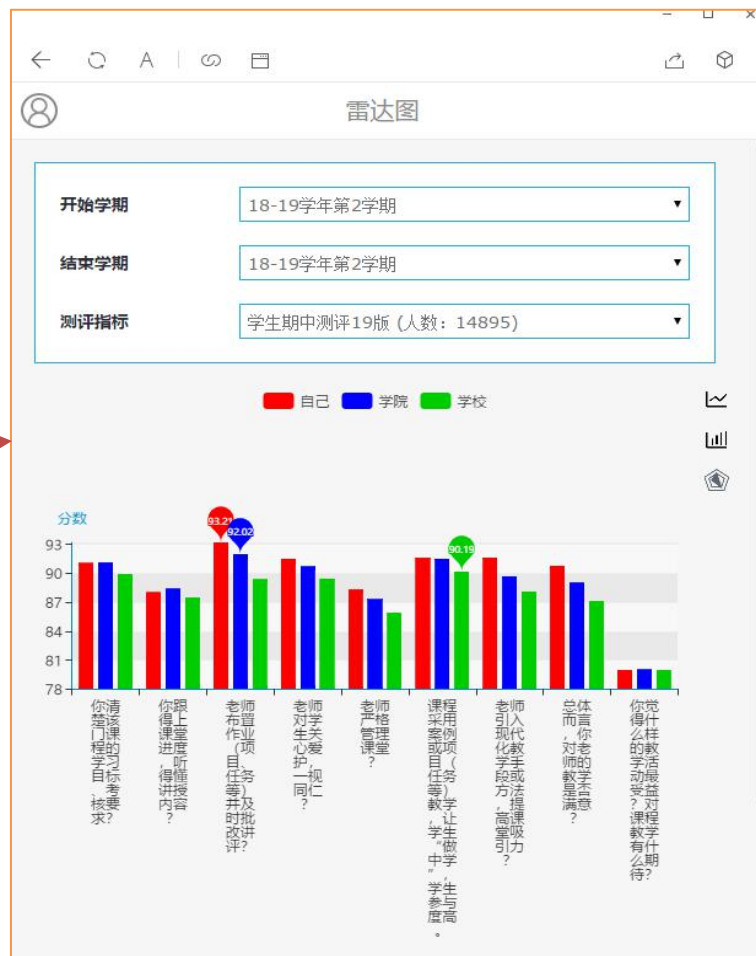 雷达图
开始学期
18-19学年第2学期
结束学期
18-19学年第2学期
测评指标
学生期中测评19版 (人数：14895)
自己 学院 学校
分数
93.21
92.02
90.19
93
90
87
84
81
78
你清楚该门课程的学习目标、考核要求?
你跟得上课堂进度,听得懂讲授内容?
老师布置作业(项目、任务等)并及时批改讲评?
老师对学生关心爱护,一视同仁?
老师严格管理课堂?
课程采用案例或项目(任务等)教学,让学生“做中学”,学生参与度高。
老师引入现代化教学手段或方法,提高课堂吸引力?
总体而言,你对老师的教学是否满意?
你觉得什么样的教学活动最受益?对课程教学有什么期待?